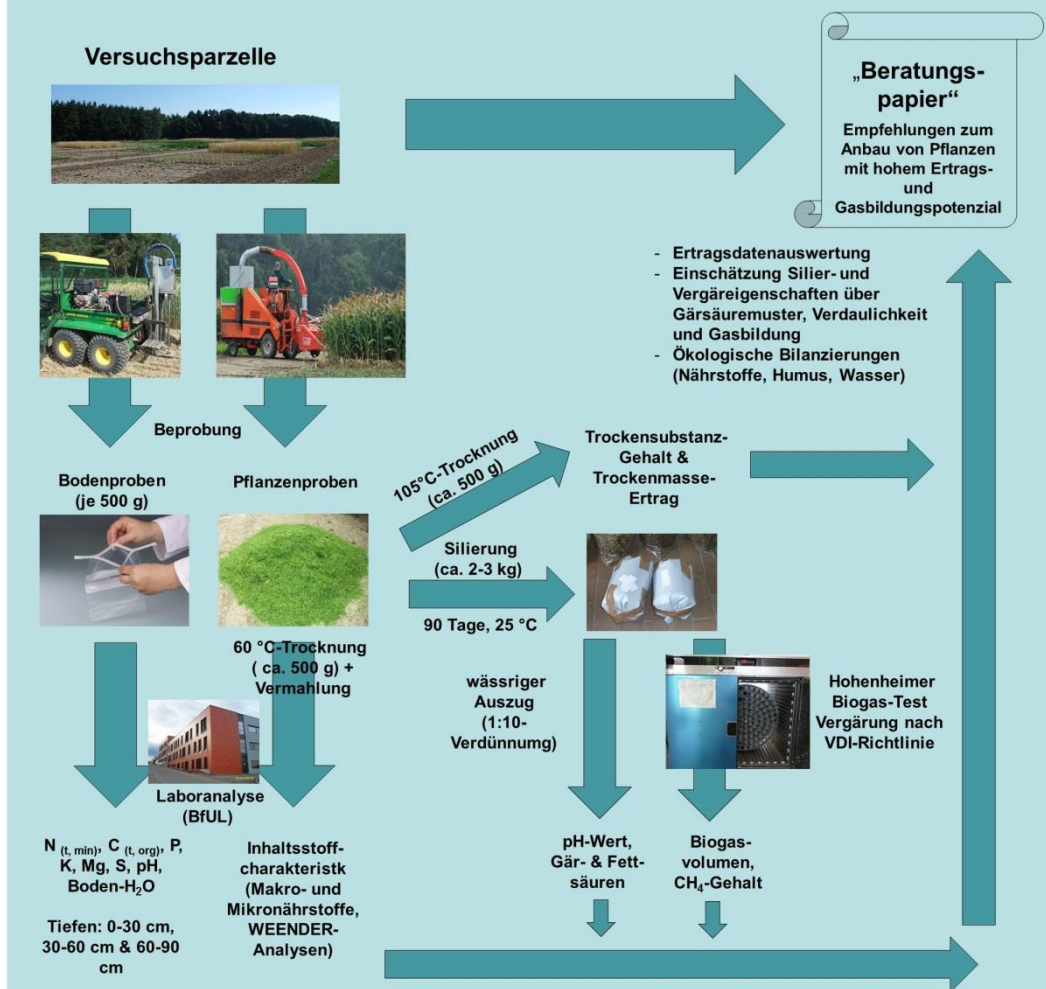 Versuchsparzelle
„Beratungs-
papier“
Empfehlungen zum
Anbau von Pflanzen
mit hohem Ertrags-
und
Gasbildungspotenzial
- Ertragsdatenauswertung
- Einschätzung Silier- und
Vergäreigenschaften über
Gärsäuremuster, Verdaulichkeit
und Gasbildung
- Ökologische Bilanzierungen
(Nährstoffe, Humus, Wasser)
Beprobung
Bodenproben
(je 500 g)
Pflanzenproben
105°C-Trocknung
(ca. 500 g)
Trockensubstanz-
Gehalt &
Trockenmasse-
Ertrag
Silierung
(ca. 2-3 kg)
90 Tage, 25 °C
60 °C-Trocknung
( ca. 500 g) +
Vermahlung
wässriger
Auszug
(1:10-
Verdünnumg)
Hohenheimer
Biogas-Test
Vergärung nach
VDI-Richtlinie
Laboranalyse
(BfUL)
N (t, min), C (t, org), P,
K, Mg, S, pH,
Boden-H₂O
Tiefen: 0-30 cm,
30-60 cm & 60-90
cm
Inhaltsstoff-
charakteristk
(Makro- und
Mikronährstoffe,
WEENDER-
Analysen)
pH-Wert,
Gär- & Fett-
säuren
Biogas-
volumen,
CH₄-Gehalt